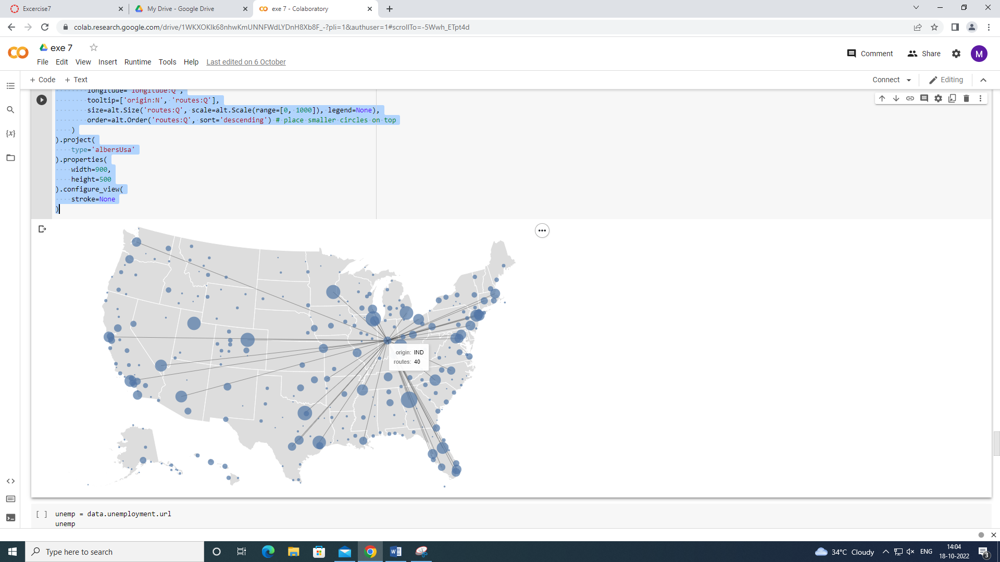 Excercise7
My Drive - Google Drive
exe 7 - Colaboratory
colab.research.google.com/drive/1WKXOKlk68nhwKmUNNFWdLYDnH8Xb8F_-?pli=1&authuser=1#scrollTo=-5Wwh_ETpt4d
exe 7
Comment
Share
M
File Edit View Insert Runtime Tools Help Last edited on 6 October
+ Code + Text
Connect
Editing
longitude='longitude:Q',
tooltip=['origin:N', 'routes:Q'],
size=alt.Size('routes:Q', scale=alt.Scale(range=[0, 1000]), legend=None),
order=alt.Order('routes:Q', sort='descending') # place smaller circles on top
)
).project(
type='albersUsa'
).properties(
width=900,
height=500
).configure_view(
stroke=None
)
{x}
origin: IND
routes: 40
[ ] unemp = data.unemployment.url
unemp
Type here to search
34°C Cloudy
ENG
14:04
18-10-2022
3